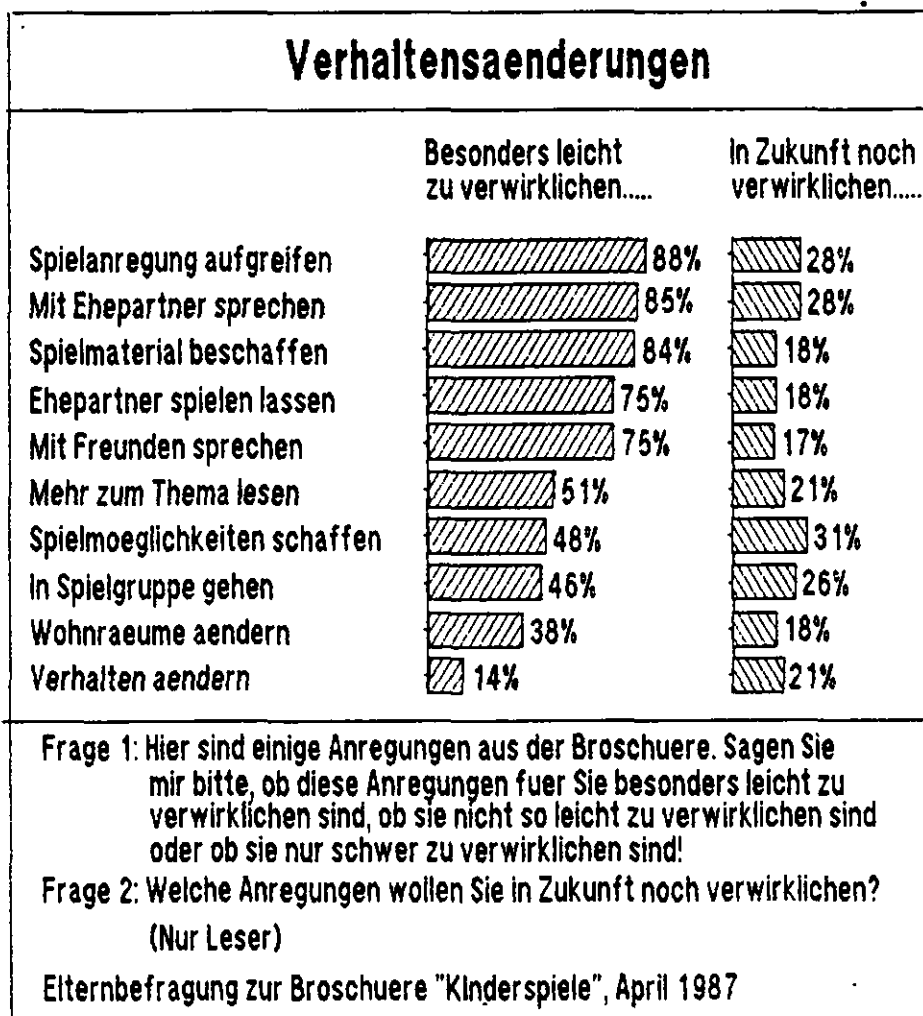 Verhaltensaenderungen
Besonders leicht
zu verwirklichen.....
In Zukunft noch
verwirklichen.....
Spielanregung aufgreifen 88% 28%
Mit Ehepartner sprechen 85% 28%
Spielmaterial beschaffen 84% 18%
Ehepartner spielen lassen 75% 18%
Mit Freunden sprechen 75% 17%
Mehr zum Thema lesen 51% 21%
Spielmoeglichkeiten schaffen 48% 31%
In Spielgruppe gehen 46% 26%
Wohnraeume aendern 38% 18%
Verhalten aendern 14% 21%
Frage 1: Hier sind einige Anregungen aus der Broschuere. Sagen Sie
mir bitte, ob diese Anregungen fuer Sie besonders leicht zu
verwirklichen sind, ob sie nicht so leicht zu verwirklichen sind
oder ob sie nur schwer zu verwirklichen sind!
Frage 2: Welche Anregungen wollen Sie in Zukunft noch verwirklichen?
(Nur Leser)
Elternbefragung zur Broschuere "Kinderspiele", April 1987